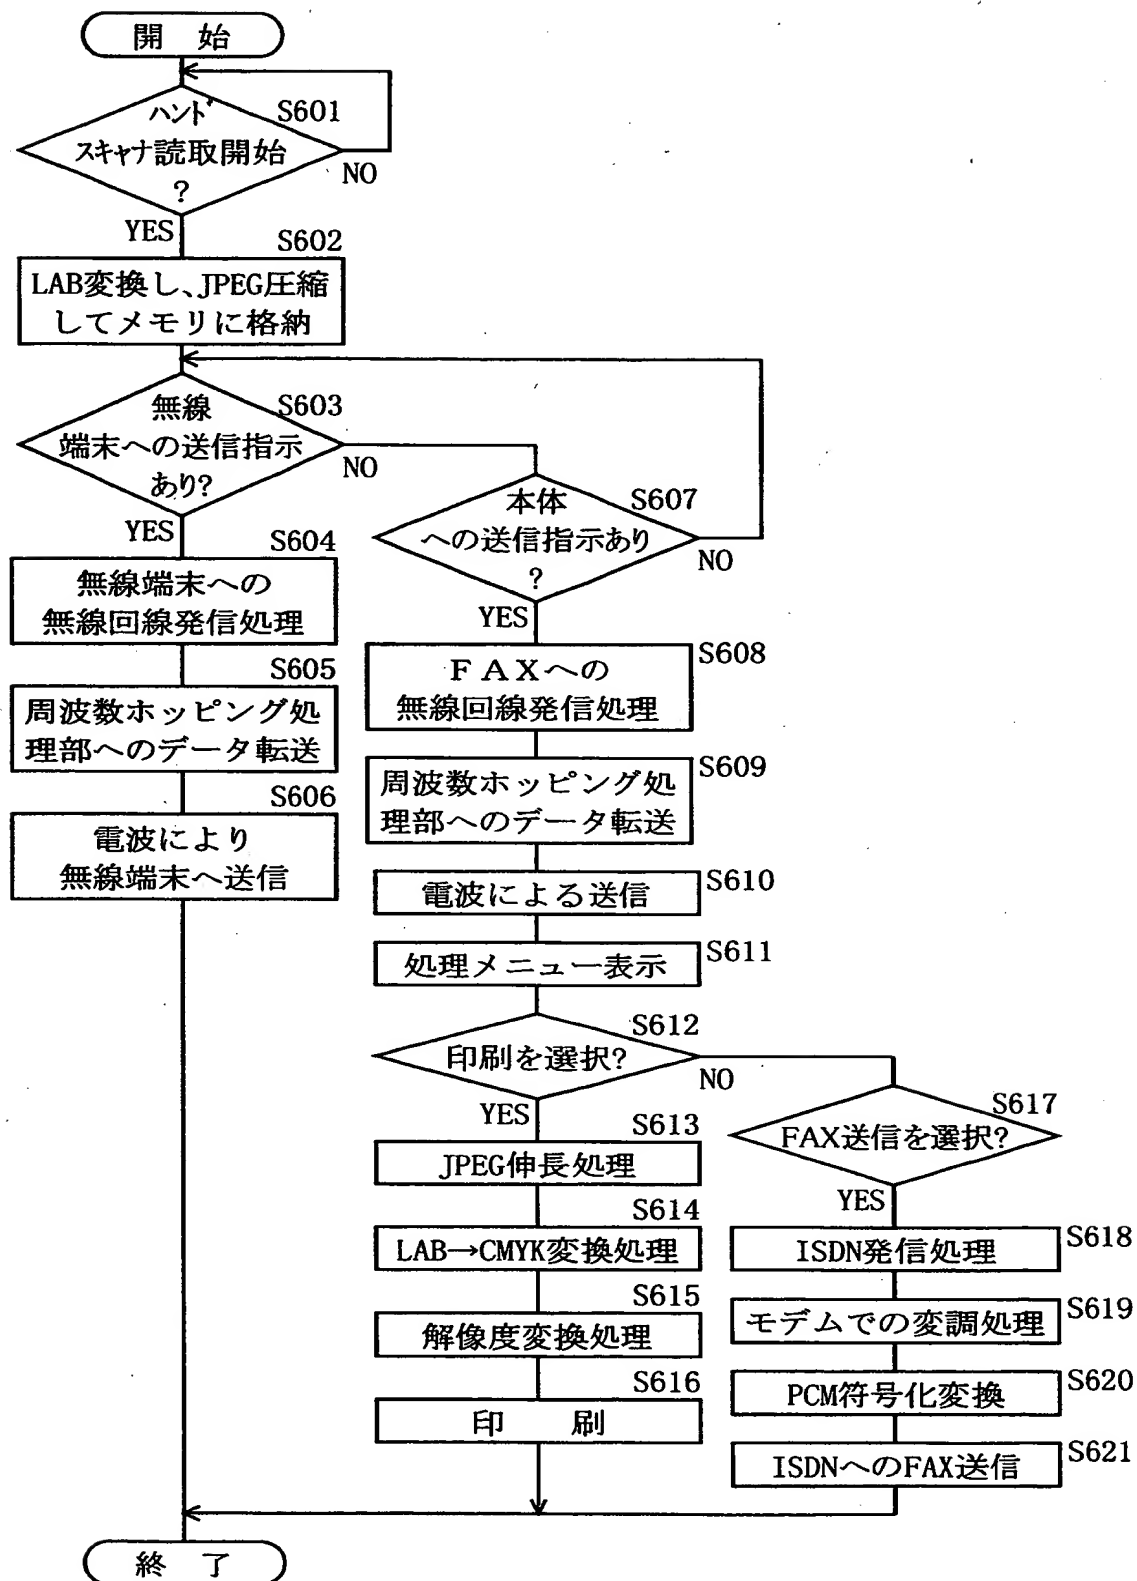 開 始
ハンド
S601
スキャナ読取開始
?
NO
YES
S602
LAB変換し、JPEG圧縮
してメモリに格納
無線
S603
端末への送信指示
あり?
NO
YES
S604
無線端末への
無線回線発信処理
S605
周波数ホッピング処
理部へのデータ転送
S606
電波により
無線端末へ送信
本体
S607
への送信指示あり
?
NO
YES
S608
FAXへの
無線回線発信処理
S609
周波数ホッピング処
理部へのデータ転送
S610
電波による送信
S611
処理メニュー表示
S612
印刷を選択?
NO
YES
S613
JPEG伸長処理
S614
LAB→CMYK変換処理
S615
解像度変換処理
S616
印 刷
S617
FAX送信を選択?
YES
S618
ISDN発信処理
S619
モデムでの変調処理
S620
PCM符号化変換
S621
ISDNへのFAX送信
終 了